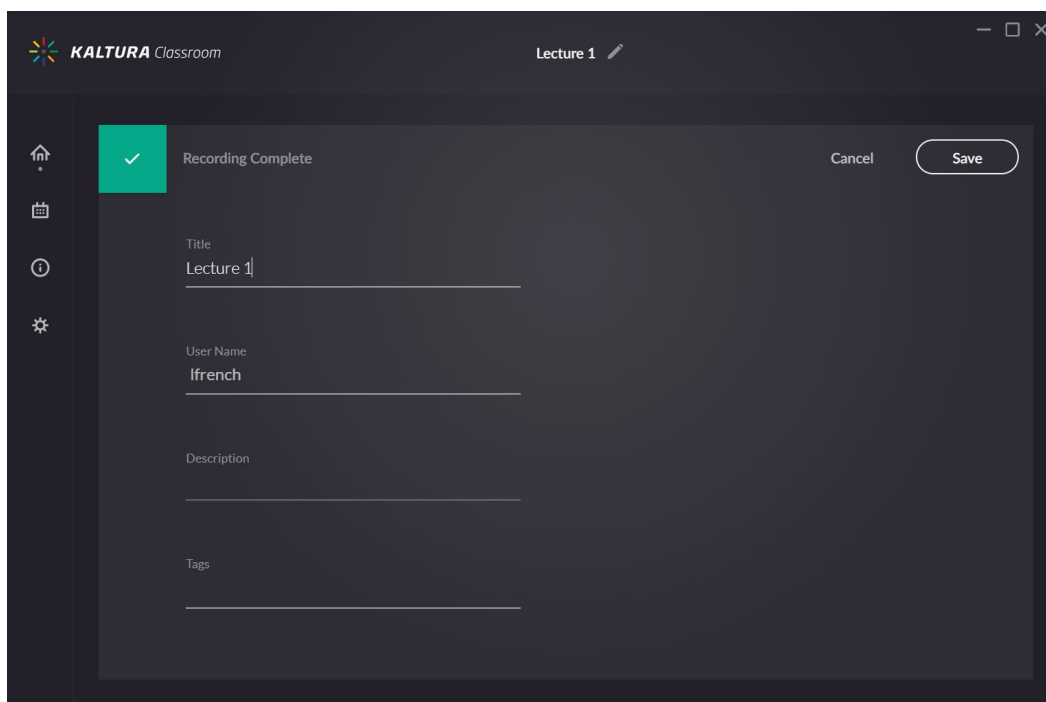 KALTURA Classroom
Lecture 1
Recording Complete
Cancel
Save
Title
Lecture 1
User Name
lfrench
Description
Tags